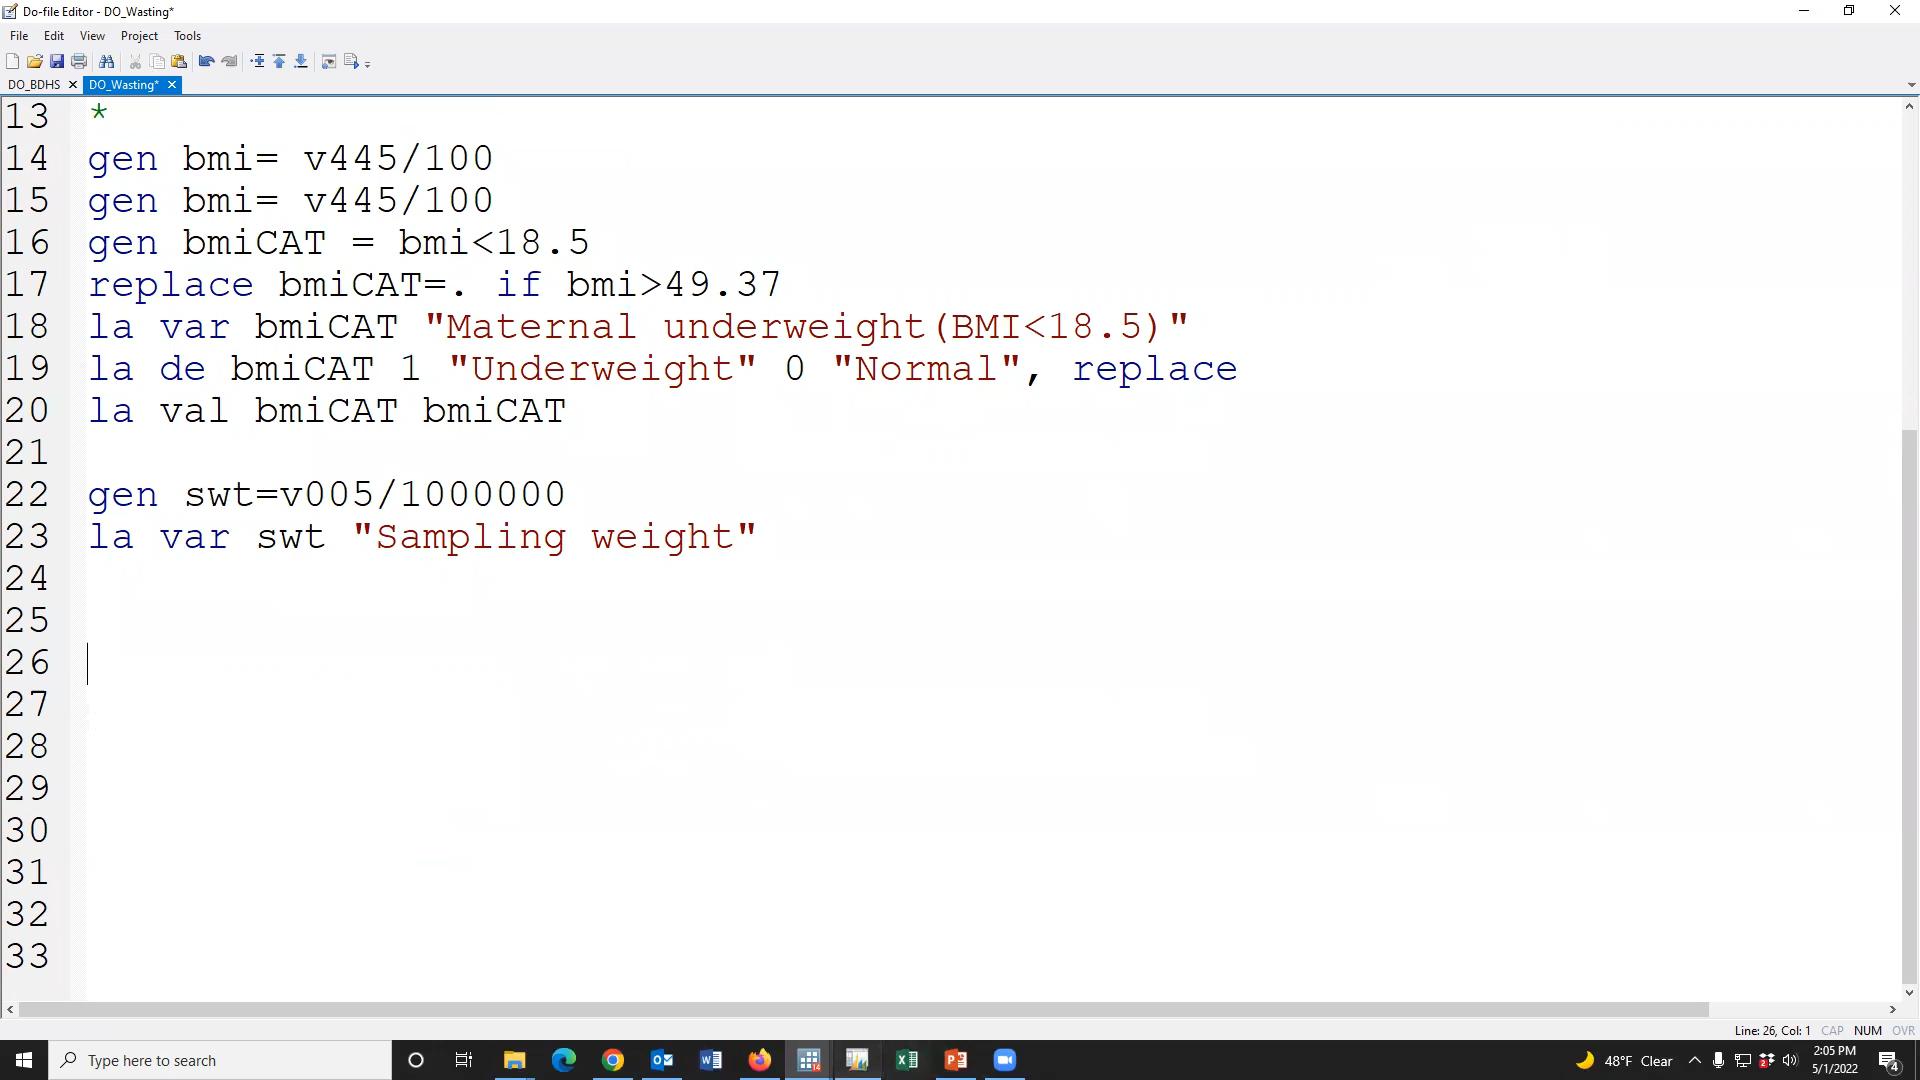 Do-file Editor - DO_Wasting*
File Edit View Project Tools
DO_BDHS DO_Wasting*
13 *
14 gen bmi= v445/100
15 gen bmi= v445/100
16 gen bmiCAT = bmi<18.5
17 replace bmiCAT=. if bmi>49.37
18 la var bmiCAT "Maternal underweight(BMI<18.5)"
19 la de bmiCAT 1 "Underweight" 0 "Normal", replace
20 la val bmiCAT bmiCAT
21
22 gen swt=v005/1000000
23 la var swt "Sampling weight"
24
25
26
27
28
29
30
31
32
33
Line: 26, Col: 1 CAP NUM OVR
Type here to search
48°F Clear
2:05 PM
5/1/2022
4